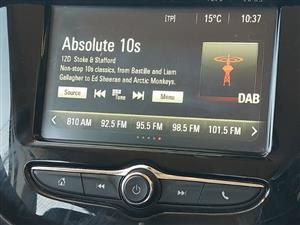 [TP] 15°C 10:37
Absolute 10s
12D Stoke & Stafford
Non-stop 10s classics, from Bastille and Liam
Gallagher to Ed Sheeran and Arctic Monkeys.
Source Tune Menu
DAB
810 AM 92.5 FM 95.5 FM 98.5 FM 101.5 FM